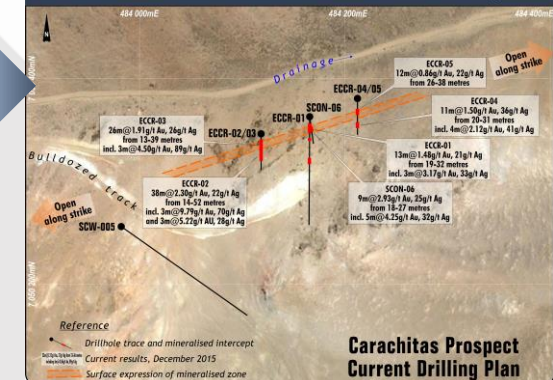 484 000mE
484 200mE
484 400mE
N
Drainage
Open
along strike
ECCR-05
12m@0.86g/t Au, 22g/t Ag
from 26-38 metres
ECCR-04/05
ECCR-04
11m@1.50g/t Au, 36g/t Ag
from 20-31 metres
incl. 4m@2.12g/t Au, 41g/t Ag
SCON-06
ECCR-01
ECCR-02/03
ECCR-03
26m@1.91g/t Au, 26g/t Ag
from 13-39 metres
incl. 3m@4.50g/t Au, 89g/t Ag
ECCR-01
13m@1.48g/t Au, 21g/t Ag
from 19-32 metres
incl. 3m@3.17g/t Au, 33g/t Ag
Bulldozed track
ECCR-02
38m@2.30g/t Au, 22g/t Ag
from 14-52 metres
incl. 3m@9.79g/t Au, 70g/t Ag
and 3m@5.22g/t AU, 28g/t Ag
SCON-06
9m@2.93g/t Au, 25g/t Ag
from 18-27 metres
incl. 5m@4.25g/t Au, 32g/t Ag
Open
along strike
SCW-005
Reference
Drillhole trace and mineralised intercept
Current results, December 2015
Surface expression of mineralised zone
Carachitas Prospect
Current Drilling Plan